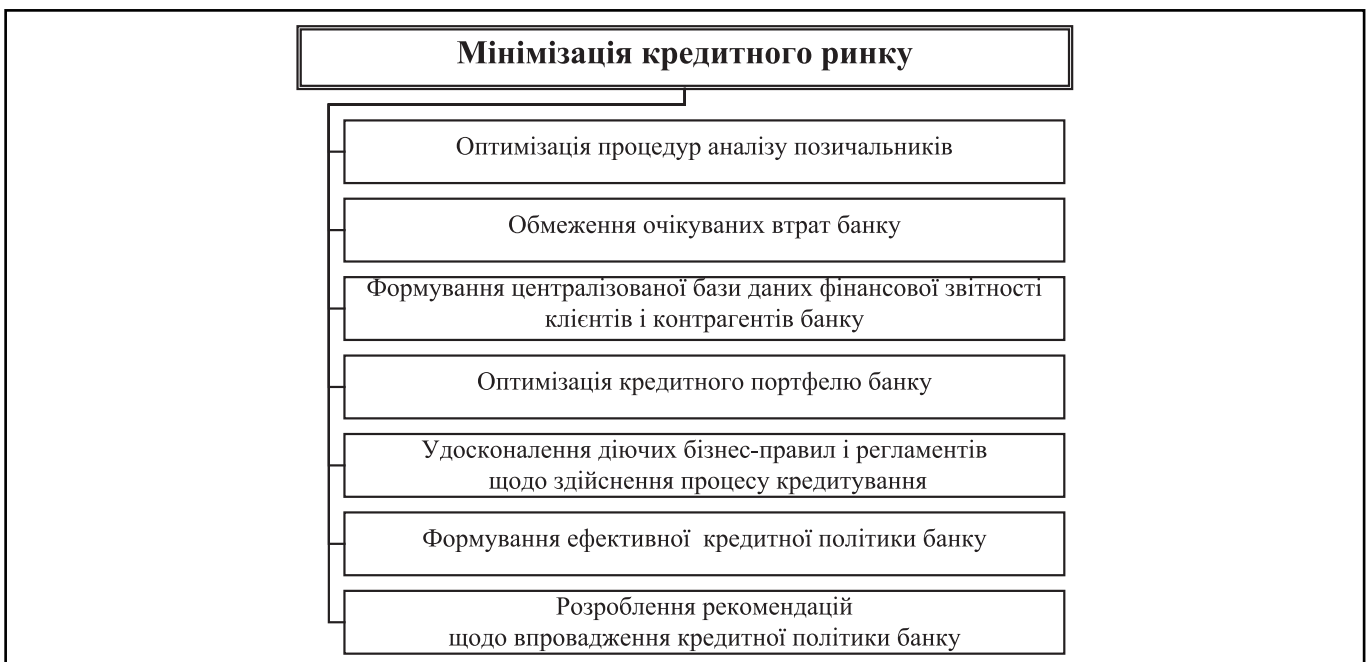 Мінімізація кредитного ринку
Оптимізація процедур аналізу позичальників
Обмеження очікуваних втрат банку
Формування централізованої бази даних фінансової звітності
клієнтів і контрагентів банку
Оптимізація кредитного портфелю банку
Удосконалення діючих бізнес-правил і регламентів
щодо здійснення процесу кредитування
Формування ефективної кредитної політики банку
Розроблення рекомендацій
щодо впровадження кредитної політики банку